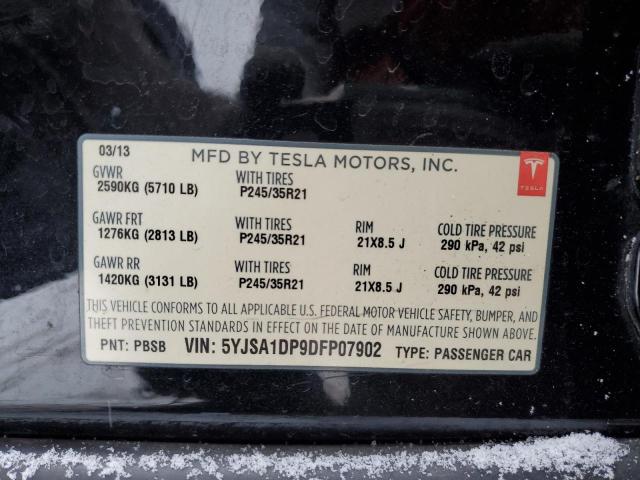 03/13 MFD BY TESLA MOTORS, INC.
TESLA
GVWR WITH TIRES
2590KG (5710 LB) P245/35R21
GAWR FRT WITH TIRES RIM COLD TIRE PRESSURE
1276KG (2813 LB) P245/35R21 21X8.5 J 290 kPa, 42 psi
GAWR RR WITH TIRES RIM COLD TIRE PRESSURE
1420KG (3131 LB) P245/35R21 21X8.5 J 290 kPa, 42 psi
THIS VEHICLE CONFORMS TO ALL APPLICABLE U.S. FEDERAL MOTOR VEHICLE SAFETY, BUMPER, AND
THEFT PREVENTION STANDARDS IN EFFECT ON THE DATE OF MANUFACTURE SHOWN ABOVE.
PNT: PBSB VIN: 5YJSA1DP9DFP07902 TYPE: PASSENGER CAR